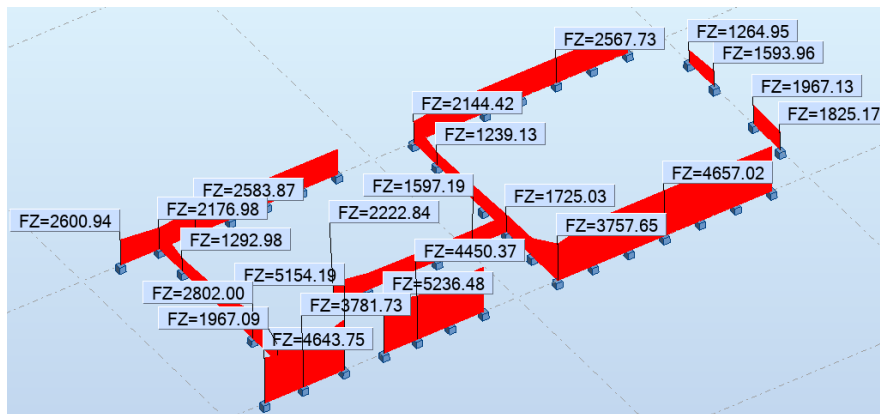 FZ=2567.73
FZ=1264.95
FZ=1593.96
FZ=1967.13
FZ=2144.42
FZ=1825.17
FZ=1239.13
FZ=4657.02
FZ=1597.19
FZ=2583.87
FZ=1725.03
FZ=2176.98
FZ=2222.84
FZ=2600.94
FZ=3757.65
FZ=1292.98
FZ=4450.37
FZ=5154.19
FZ=5236.48
FZ=2802.00
FZ=3781.73
FZ=1967.09
FZ=4643.75